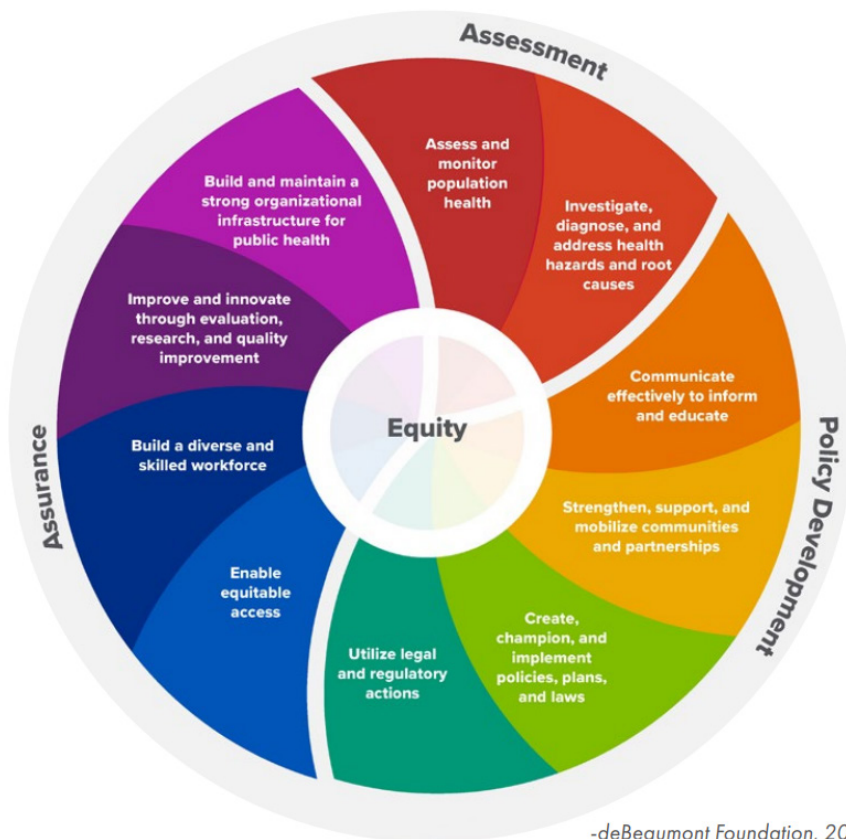 Assessment
Assess and
monitor
population
health
Investigate,
diagnose, and
address health
hazards and root
causes
Policy Development
Communicate
effectively to inform
and educate
Strengthen, support, and
mobilize communities
and partnerships
Create,
champion, and
implement
policies, plans,
and laws
Utilize legal
and regulatory
actions
Assurance
Enable
equitable
access
Build a diverse and
skilled workforce
Improve and innovate
through evaluation,
research, and quality
improvement
Build and maintain a
strong organizational
infrastructure for
public health
Equity
-deBeaumont Foundation, 20